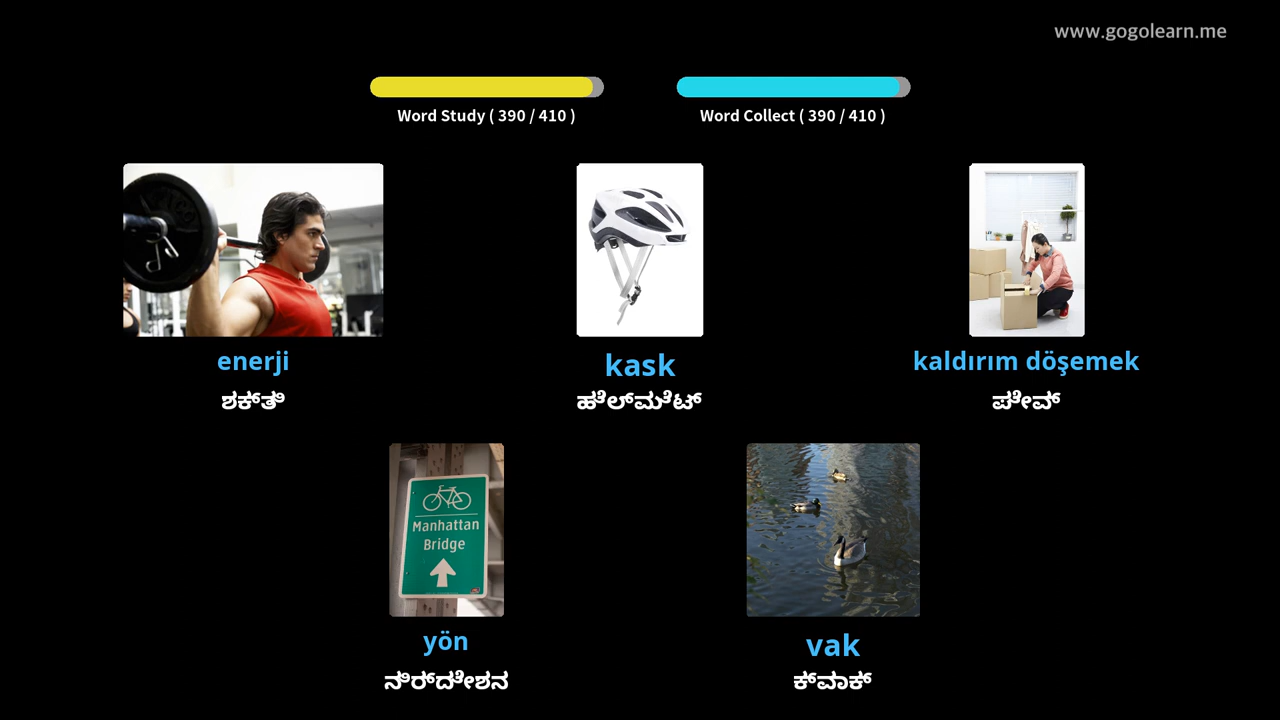 www.gogolearn.me
Word Study ( 390 / 410 )
Word Collect ( 390 / 410 )
enerji
kask
kaldırım döşemek
ಶಕ್ತಿ
ಹೆಲ್ಮೆಟ್
ಪೇವ್
Manhattan
Bridge
yön
vak
ನಿರ್ದೇಶನ
ಕ್ವಾಕ್